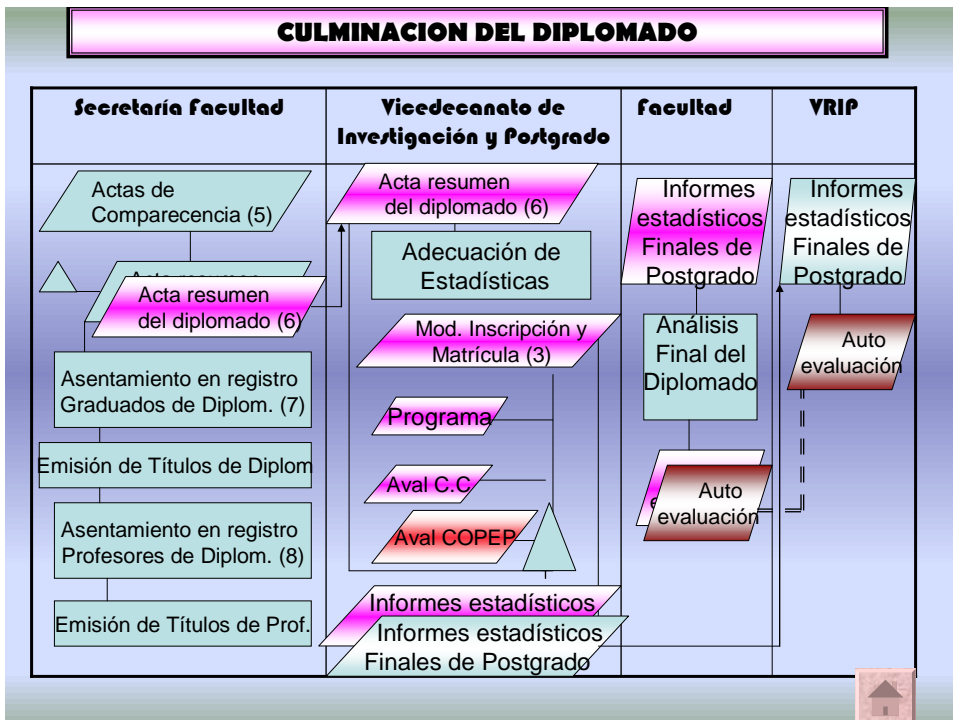 CULMINACION DEL DIPLOMADO
Secretaría Facultad
Vicedecanato de
Investigación y Postgrado
Facultad
VRIP
Actas de
Comparecencia (5)
Acta resumen
Acta resumen
del diplomado (6)
Asentamiento en registro
Graduados de Diplom. (7)
Emisión de Títulos de Diplom
Asentamiento en registro
Profesores de Diplom. (8)
Emisión de Títulos de Prof.
Acta resumen
del diplomado (6)
Adecuación de
Estadísticas
Mod. Inscripción y
Matrícula (3)
Programa
Aval C.C
Aval COPEP
Informes estadísticos
Informes estadísticos
Finales de Postgrado
Informes
estadísticos
Finales de
Postgrado
Análisis
Final del
Diplomado
Auto
evaluación
Informes
estadísticos
Finales de
Postgrado
Auto
evaluación